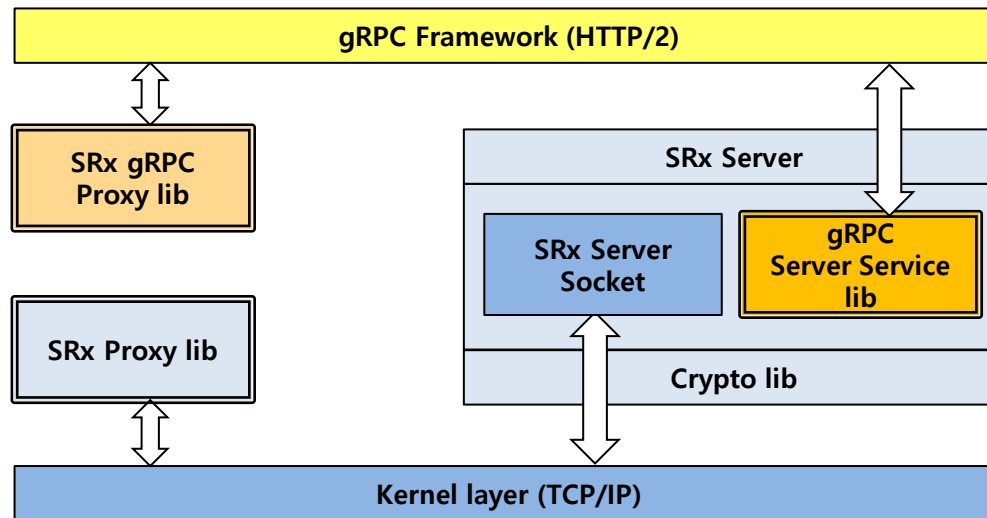 gRPC Framework (HTTP/2)
SRx gRPC
Proxy lib
SRx Server
SRx Server
Socket
gRPC
Server Service
lib
SRx Proxy lib
Crypto lib
Kernel layer (TCP/IP)